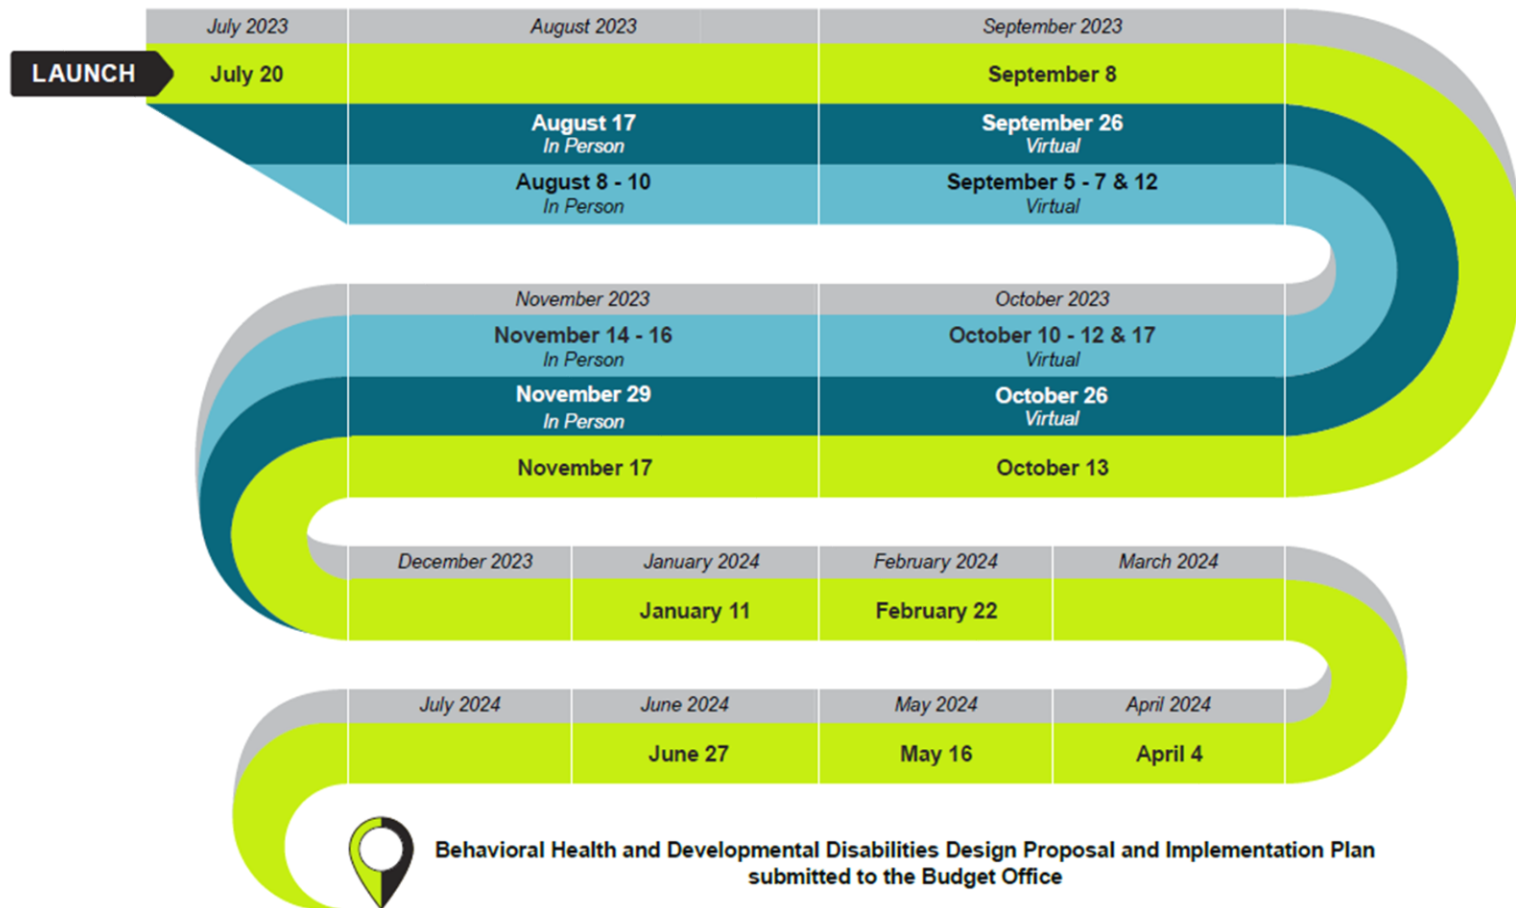 July 2023
August 2023
September 2023
LAUNCH
July 20
September 8
August 17
In Person
September 26
Virtual
August 8 - 10
In Person
September 5 - 7 & 12
Virtual
November 2023
October 2023
November 14 - 16
In Person
October 10 - 12 & 17
Virtual
November 29
In Person
October 26
Virtual
November 17
October 13
December 2023
January 2024
February 2024
March 2024
January 11
February 22
July 2024
June 2024
May 2024
April 2024
June 27
May 16
April 4
Behavioral Health and Developmental Disabilities Design Proposal and Implementation Plan
submitted to the Budget Office